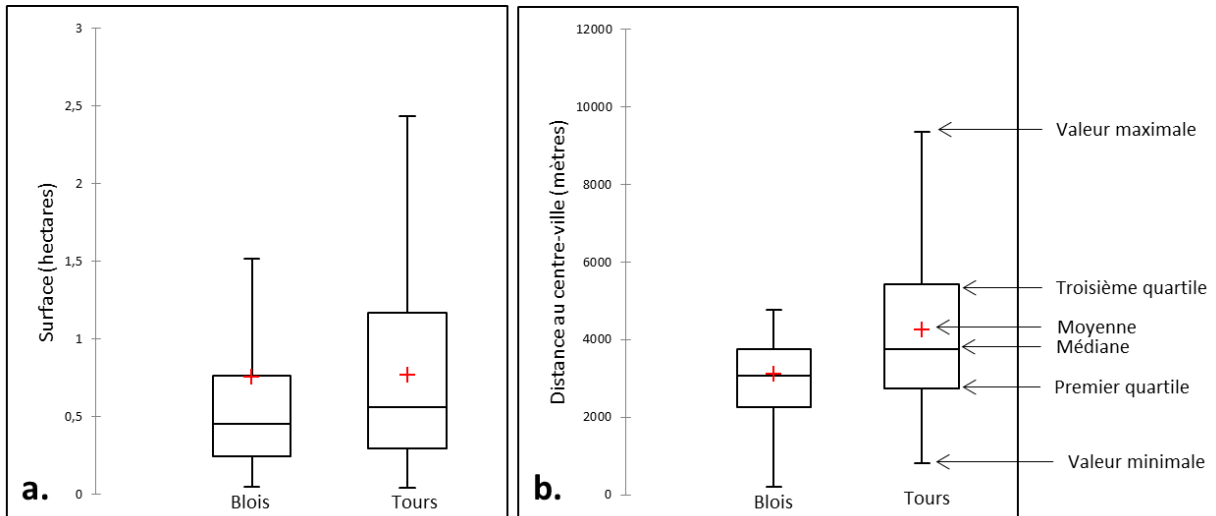 Surface (hectares)
3
2,5
2
1,5
1
0,5
0
Blois
Tours
a.
Distance au centre-ville (mètres)
12000
10000
8000
6000
4000
2000
0
Blois
Tours
b.
Valeur maximale
Troisième quartile
Moyenne
Médiane
Premier quartile
Valeur minimale